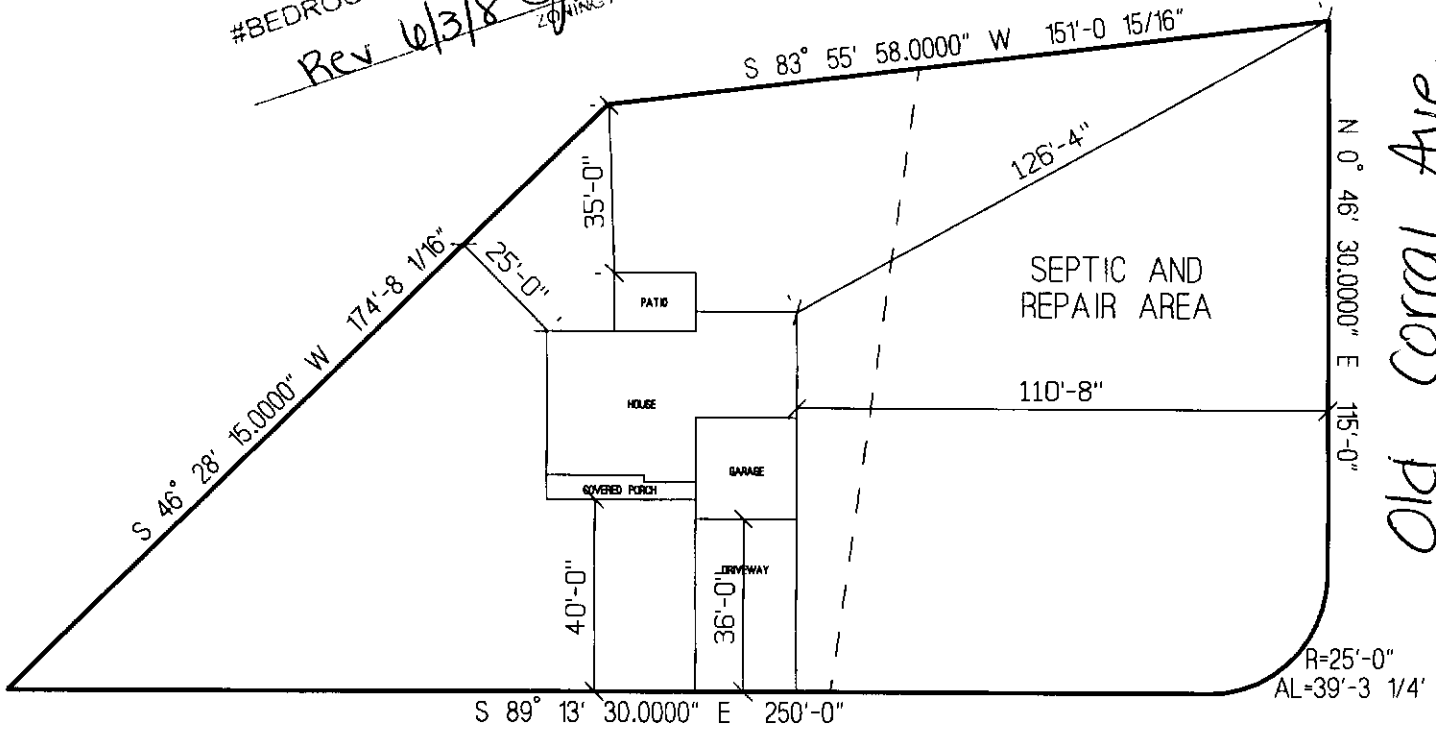 #BEDROO
Rev 6/3/8
ZONING
S 83° 55' 58.0000" W 151'-0 15/16"
N 0° 46' 30.0000" E 115'-0"
Old Corral Ave.
126'-4"
35'-0"
25'-0"
S 46° 28' 15.0000" W 174'-8 1/16"
PATIO
SEPTIC AND
REPAIR AREA
HOUSE
110'-8"
GARAGE
COVERED PORCH
DRIVEWAY
40'-0"
36'-0"
R=25'-0"
AL=39'-3 1/4'
S 89° 13' 30.0000" E 250'-0"